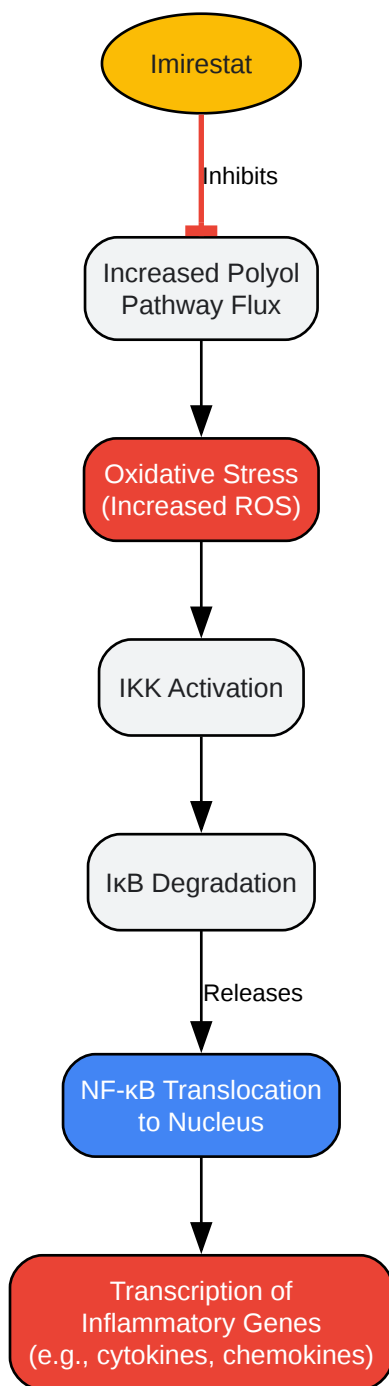 Imirestat
Inhibits
Increased Polyol
Pathway Flux
Oxidative Stress
(Increased ROS)
IKK Activation
IκB Degradation
Releases
NF-κB Translocation
to Nucleus
Transcription of
Inflammatory Genes
(e.g., cytokines, chemokines)